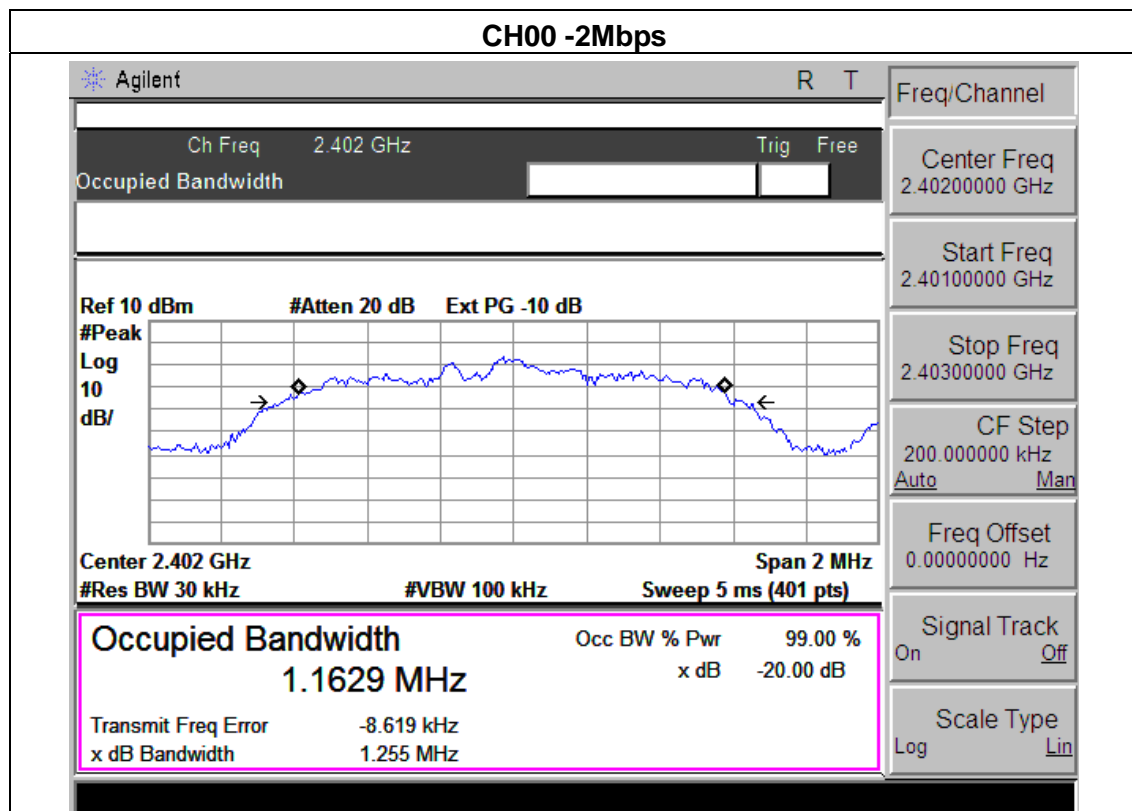 CH00 -2Mbps
Agilent R T
Freq/Channel
Ch Freq 2.402 GHz Trig Free
Occupied Bandwidth
Center Freq
2.40200000 GHz
Start Freq
2.40100000 GHz
Stop Freq
2.40300000 GHz
CF Step
200.000000 kHz
Auto Man
Freq Offset
0.00000000 Hz
Signal Track
On Off
Scale Type
Log Lin
Ref 10 dBm #Atten 20 dB Ext PG -10 dB
#Peak
Log
10
dB/
Center 2.402 GHz Span 2 MHz
#Res BW 30 kHz #VBW 100 kHz Sweep 5 ms (401 pts)
Occupied Bandwidth Occ BW % Pwr 99.00 %
1.1629 MHz x dB -20.00 dB
Transmit Freq Error -8.619 kHz
x dB Bandwidth 1.255 MHz